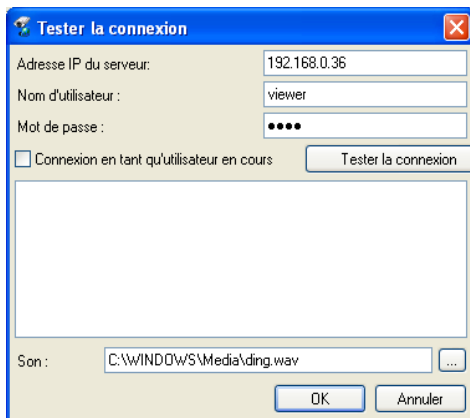 Tester la connexion
Adresse IP du serveur: 192.168.0.36
Nom d'utilisateur : viewer
Mot de passe : ●●●●
Connexion en tant qu'utilisateur en cours Tester la connexion
Son : C:\WINDOWS\Media\ding.wav ...
OK Annuler